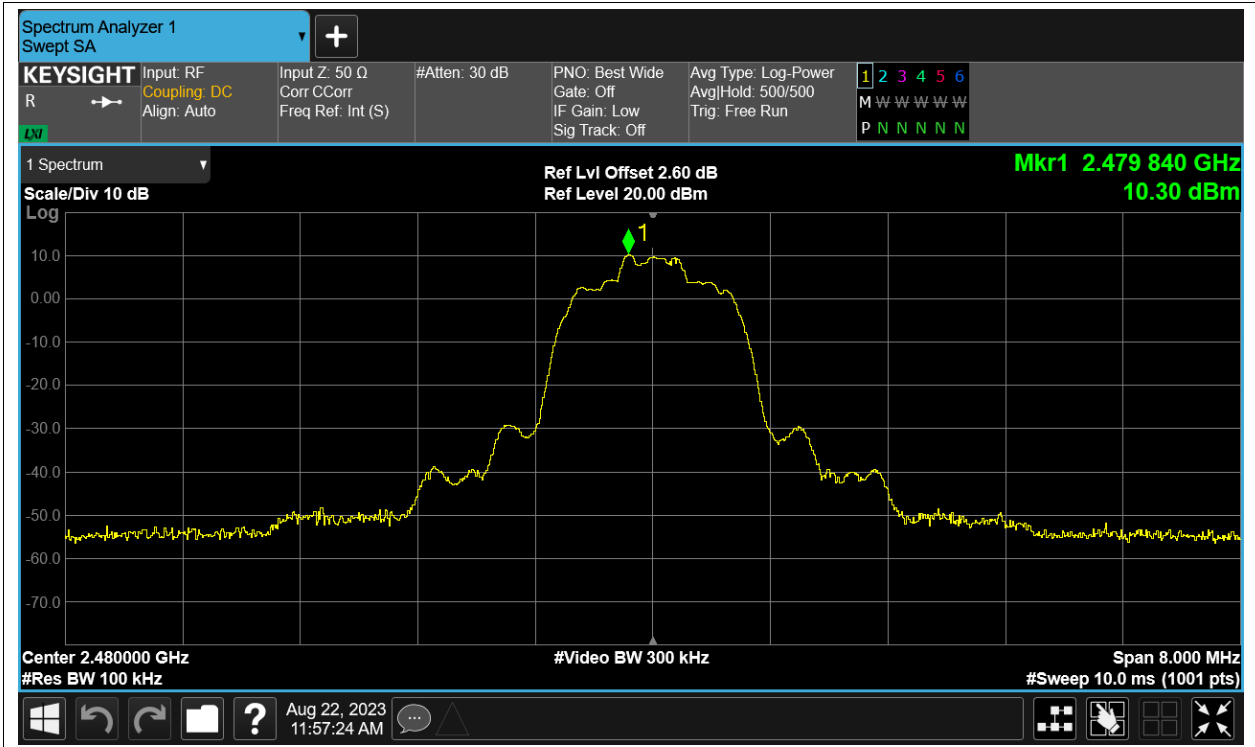 Spectrum Analyzer 1
Swept SA
+
KEYSIGHT
R
LXI
Input: RF
Coupling: DC
Align: Auto
Input Z: 50 Ω
Corr CCorr
Freq Ref: Int (S)
#Atten: 30 dB
PNO: Best Wide
Gate: Off
IF Gain: Low
Sig Track: Off
Avg Type: Log-Power
Avg|Hold: 500/500
Trig: Free Run
1 2 3 4 5 6
M W W W W W W
P N N N N N
1 Spectrum
Scale/Div 10 dB
Log
Ref Lvl Offset 2.60 dB
Ref Level 20.00 dBm
Mkr1 2.479 840 GHz
10.30 dBm
1
10.0
0.00
-10.0
-20.0
-30.0
-40.0
-50.0
-60.0
-70.0
Center 2.480000 GHz
#Res BW 100 kHz
#Video BW 300 kHz
Span 8.000 MHz
#Sweep 10.0 ms (1001 pts)
?
Aug 22, 2023
11:57:24 AM